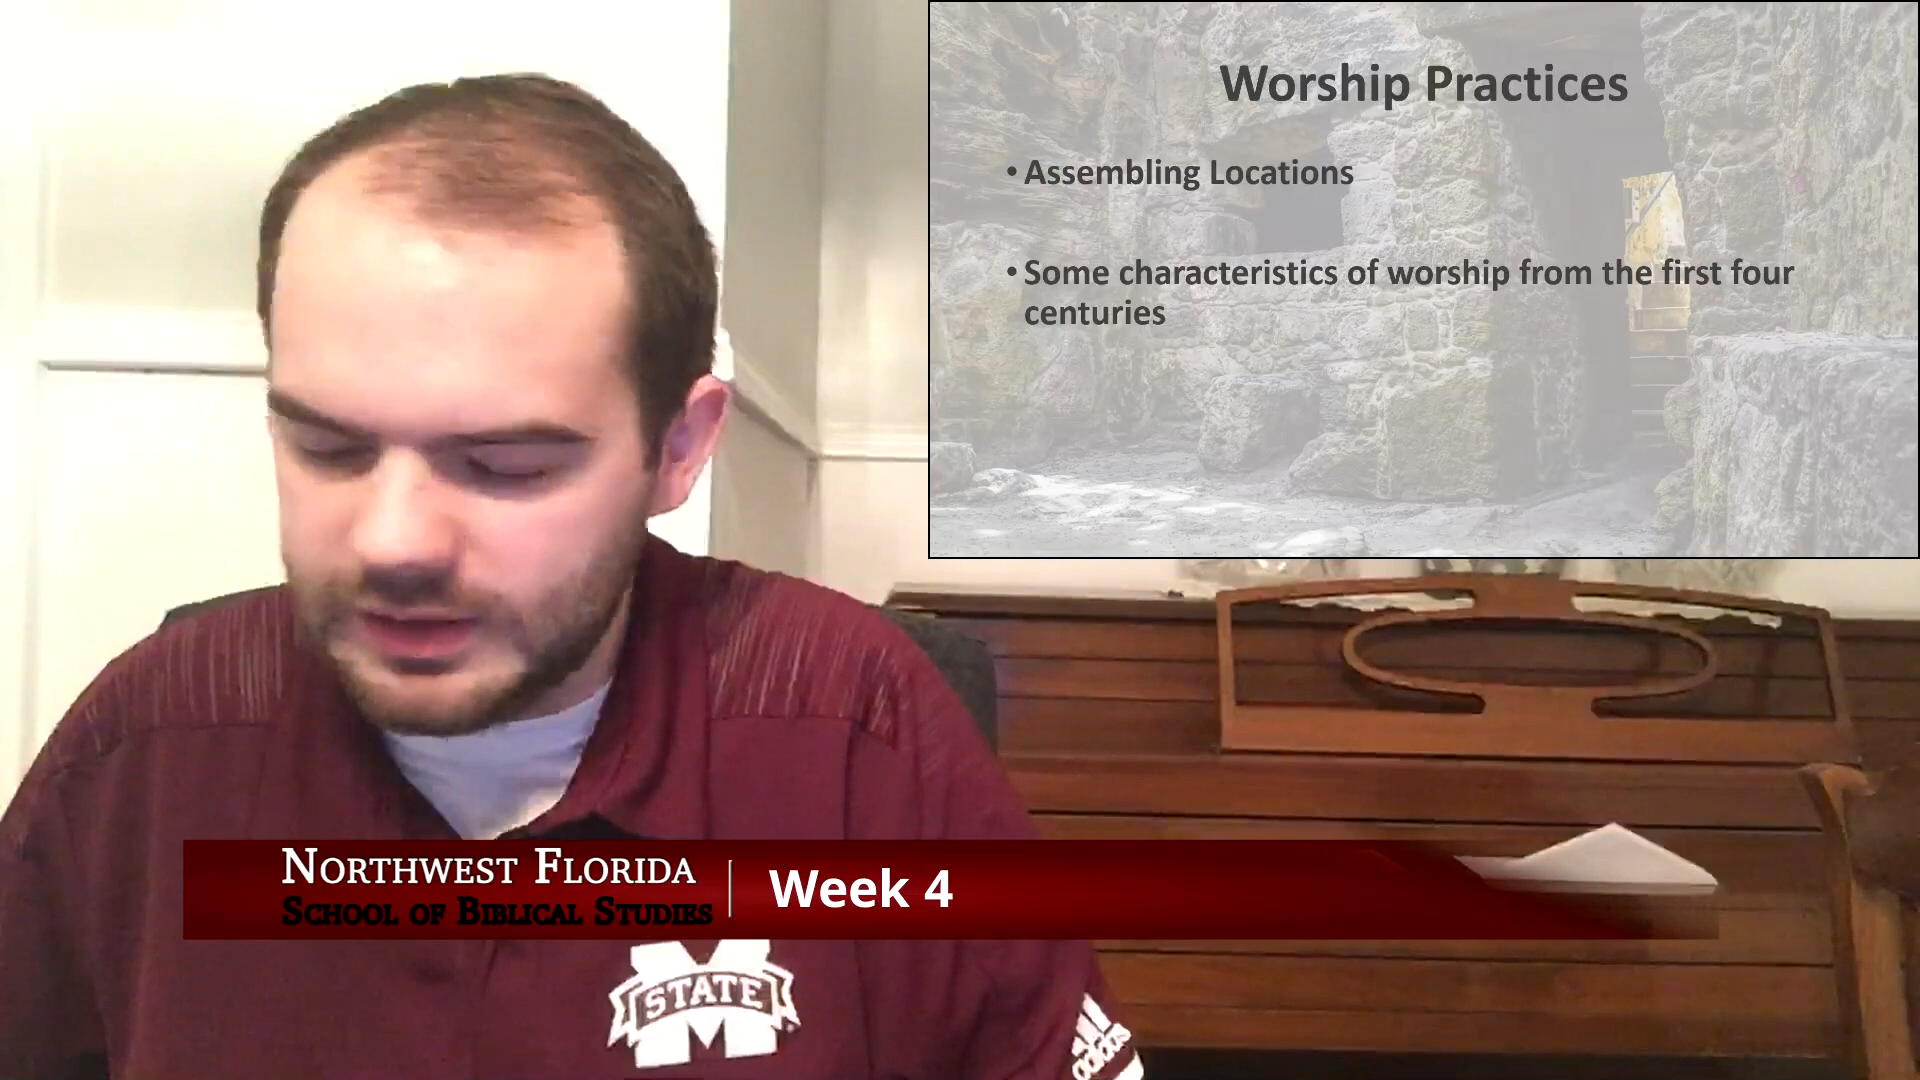 Worship Practices
• Assembling Locations
• Some characteristics of worship from the first four
centuries
NORTHWEST FLORIDA
SCHOOL OF BIBLICAL STUDIES
Week 4
STATE
adidas